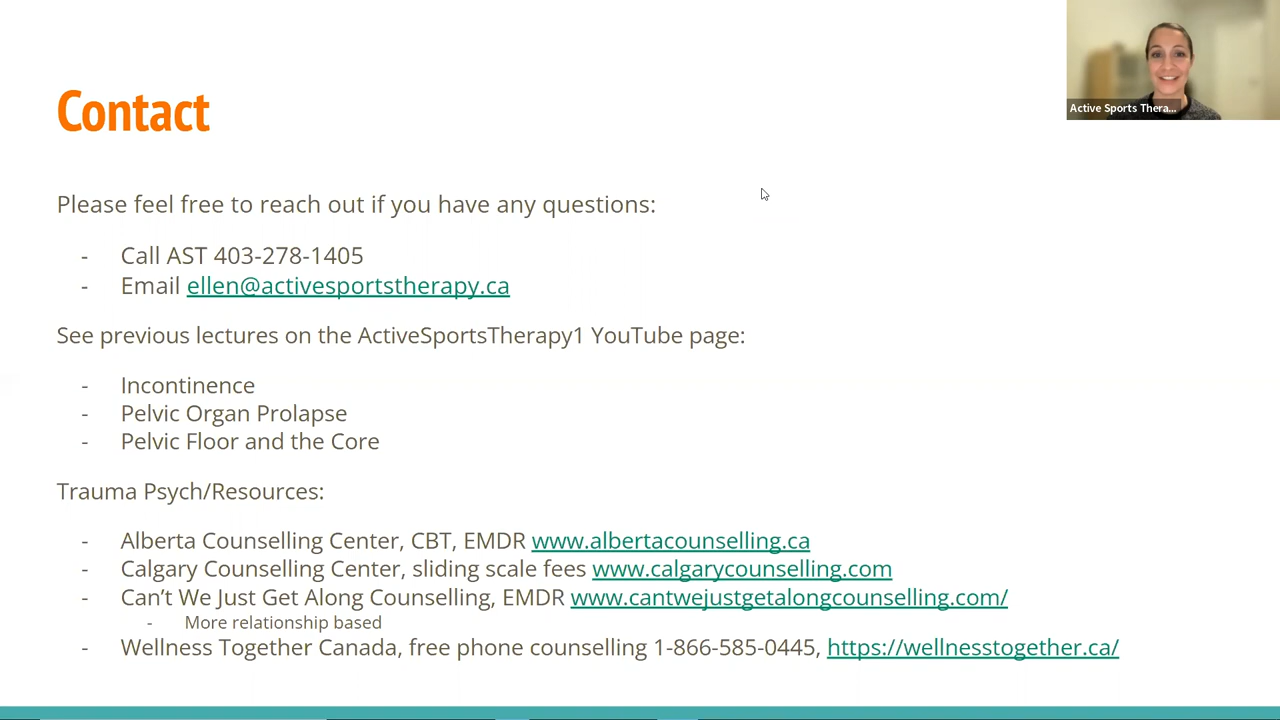 Contact
Active Sports Thera...
Please feel free to reach out if you have any questions:
- Call AST 403-278-1405
- Email ellen@activesportstherapy.ca
See previous lectures on the ActiveSportsTherapy1 YouTube page:
- Incontinence
- Pelvic Organ Prolapse
- Pelvic Floor and the Core
Trauma Psych/Resources:
- Alberta Counselling Center, CBT, EMDR www.albertacounselling.ca
- Calgary Counselling Center, sliding scale fees www.calgarycounselling.com
- Can’t We Just Get Along Counselling, EMDR www.cantwejustgetalongcounselling.com/
- More relationship based
- Wellness Together Canada, free phone counselling 1-866-585-0445, https://wellnesstogether.ca/